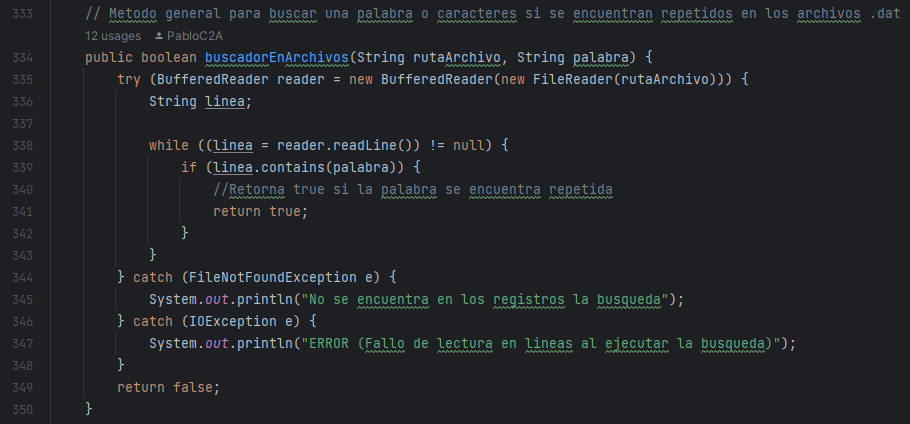 333 // Metodo general para buscar una palabra o caracteres si se encuentran repetidos en los archivos .dat
12 usages PabloC2A
334 public boolean buscadorEnArchivos(String rutaArchivo, String palabra) {
335 try (BufferedReader reader = new BufferedReader(new FileReader(rutaArchivo))) {
336 String linea;
337
338 while ((linea = reader.readLine()) != null) {
339 if (linea.contains(palabra)) {
340 //Retorna true si la palabra se encuentra repetida
341 return true;
342 }
343 }
344 } catch (FileNotFoundException e) {
345 System.out.println("No se encuentra en los registros la busqueda");
346 } catch (IOException e) {
347 System.out.println("ERROR (Fallo de lectura en lineas al ejecutar la busqueda)");
348 }
349 return false;
350 }